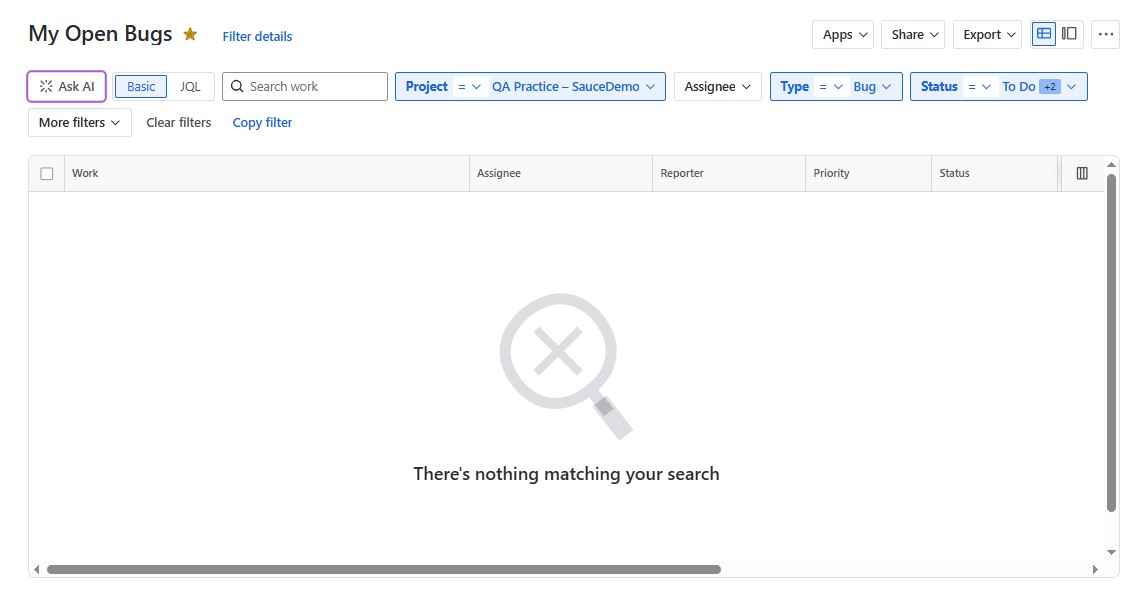 My Open Bugs Filter details Apps Share Export
Ask AI Basic JQL Search work Project = QA Practice – SauceDemo Assignee Type = Bug Status = To Do +2
More filters Clear filters Copy filter
Work Assignee Reporter Priority Status
There's nothing matching your search